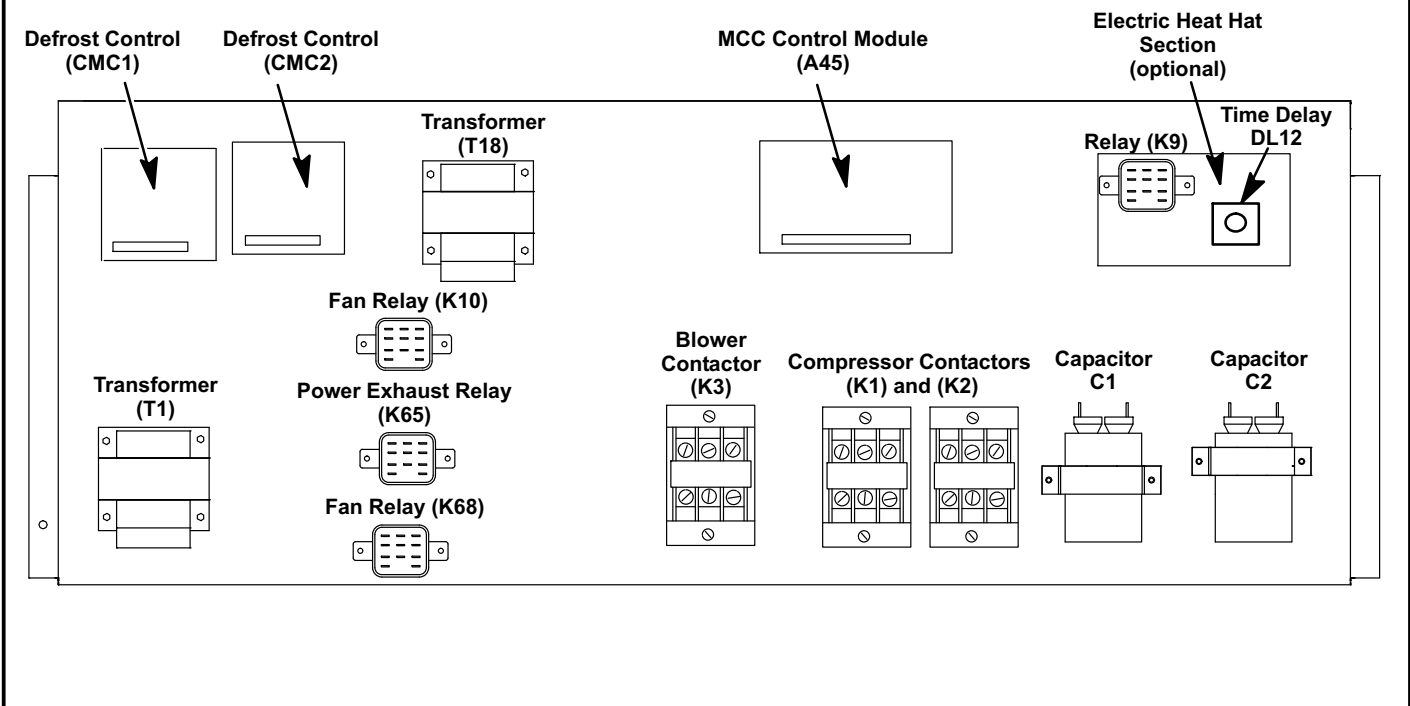 Defrost Control
(CMC1)
Defrost Control
(CMC2)
MCC Control Module
(A45)
Electric Heat Hat
Section
(optional)
Transformer
(T18)
Time Delay
DL12
Relay (K9)
Fan Relay (K10)
Blower
Contactor
(K3)
Compressor Contactors
(K1) and (K2)
Capacitor
C1
Capacitor
C2
Transformer
(T1)
Power Exhaust Relay
(K65)
Fan Relay (K68)